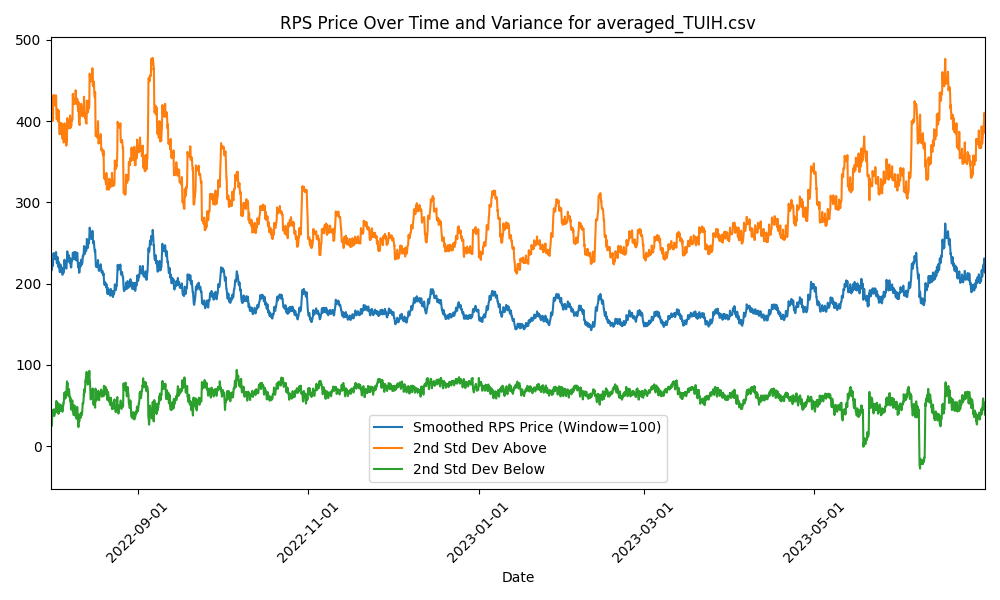 RPS Price Over Time and Variance for averaged_TUIH.csv
500
400
300
200
100
0
Smoothed RPS Price (Window=100)
2nd Std Dev Above
2nd Std Dev Below
2022-09-01
2022-11-01
2023-01-01
2023-03-01
2023-05-01
Date